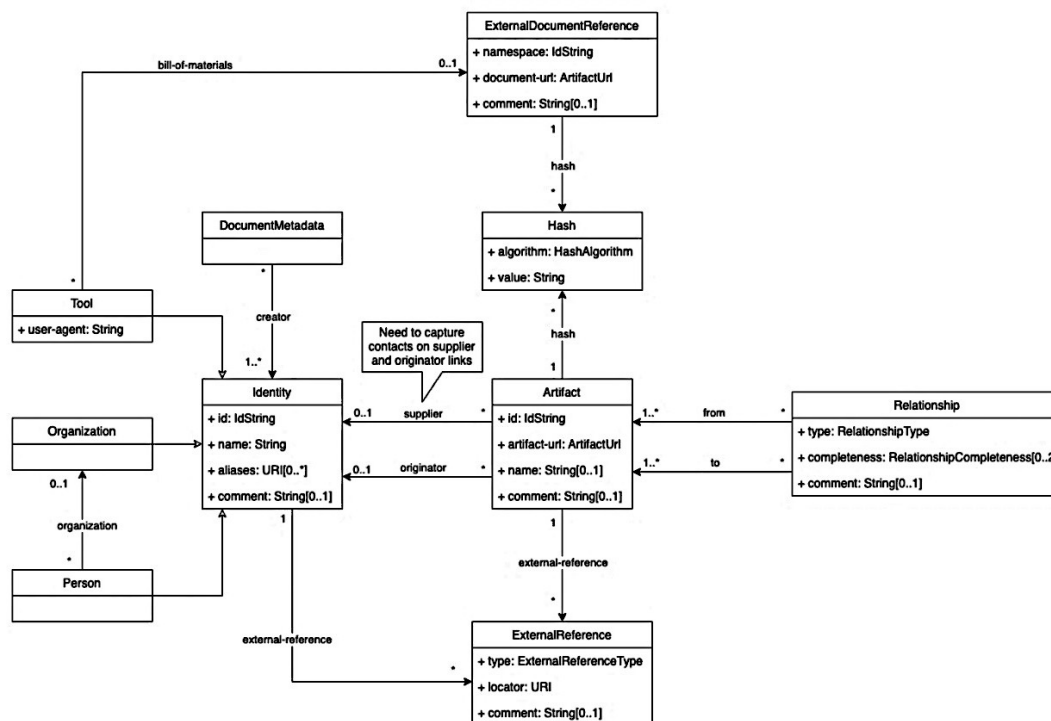 ExternalDocumentReference
+ namespace: IdString
+ document-url: ArtifactUrl
+ comment: String[0..1]
bill-of-materials
0..1
*
1
hash
*
Hash
+ algorithm: HashAlgorithm
+ value: String
*
hash
1
DocumentMetadata
*
creator
1..*
Tool
+ user-agent: String
Need to capture
contacts on supplier
and originator links
Identity
+ id: IdString
+ name: String
+ aliases: URI[0..*]
+ comment: String[0..1]
0..1
supplier
*
0..1
originator
*
Artifact
+ id: IdString
+ artifact-url: ArtifactUrl
+ name: String[0..1]
+ comment: String[0..1]
1..*
from
*
1..*
to
*
Relationship
+ type: RelationshipType
+ completeness: RelationshipCompleteness[0..2
+ comment: String[0..1]
Organization
0..1
organization
*
Person
1
external-reference
*
1
external-reference
*
ExternalReference
+ type: ExternalReferenceType
+ locator: URI
+ comment: String[0..1]